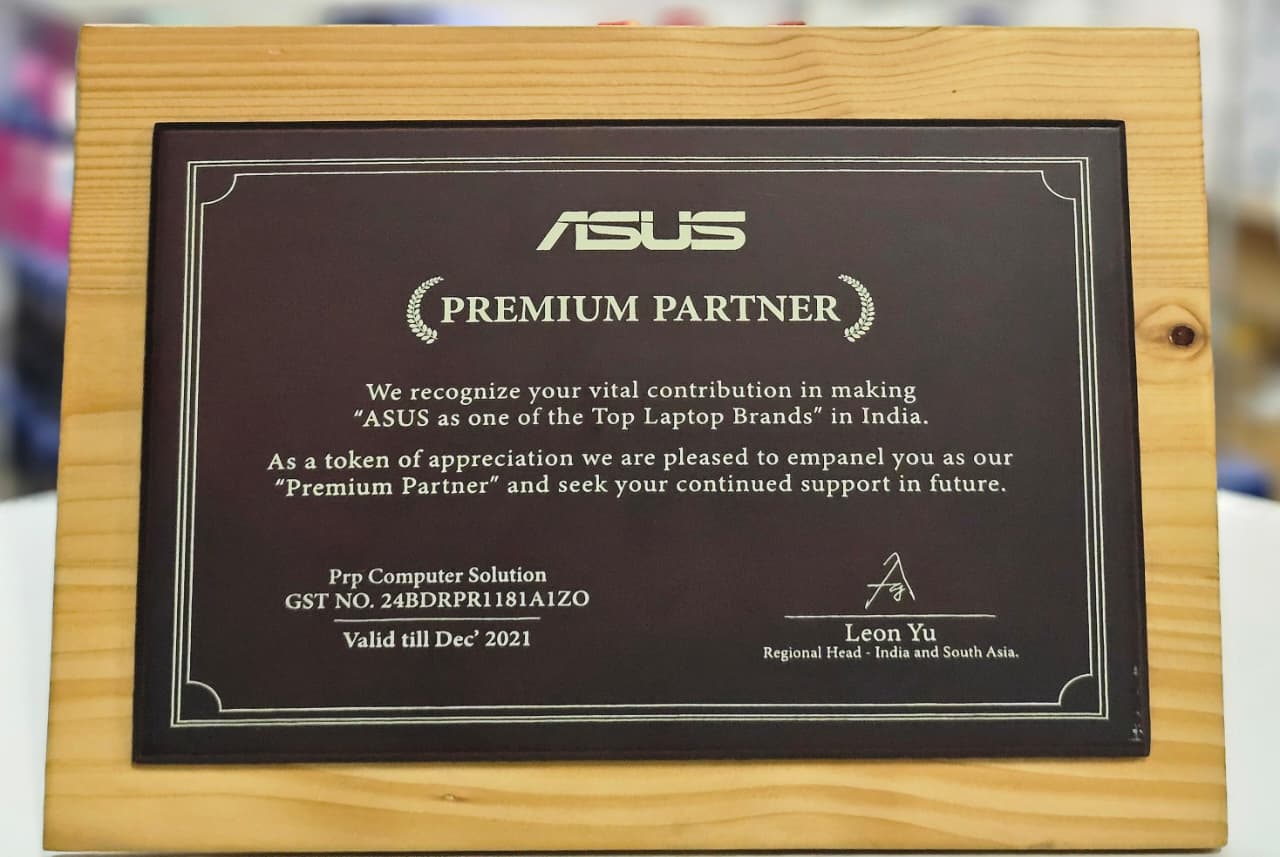 ASUS
PREMIUM PARTNER
We recognize your vital contribution in making
“ASUS as one of the Top Laptop Brands” in India.
As a token of appreciation we are pleased to empanel you as our
“Premium Partner” and seek your continued support in future.
Prp Computer Solution
GST NO. 24BDRPR1181A1ZO
Valid till Dec’ 2021
Leon Yu
Regional Head - India and South Asia.